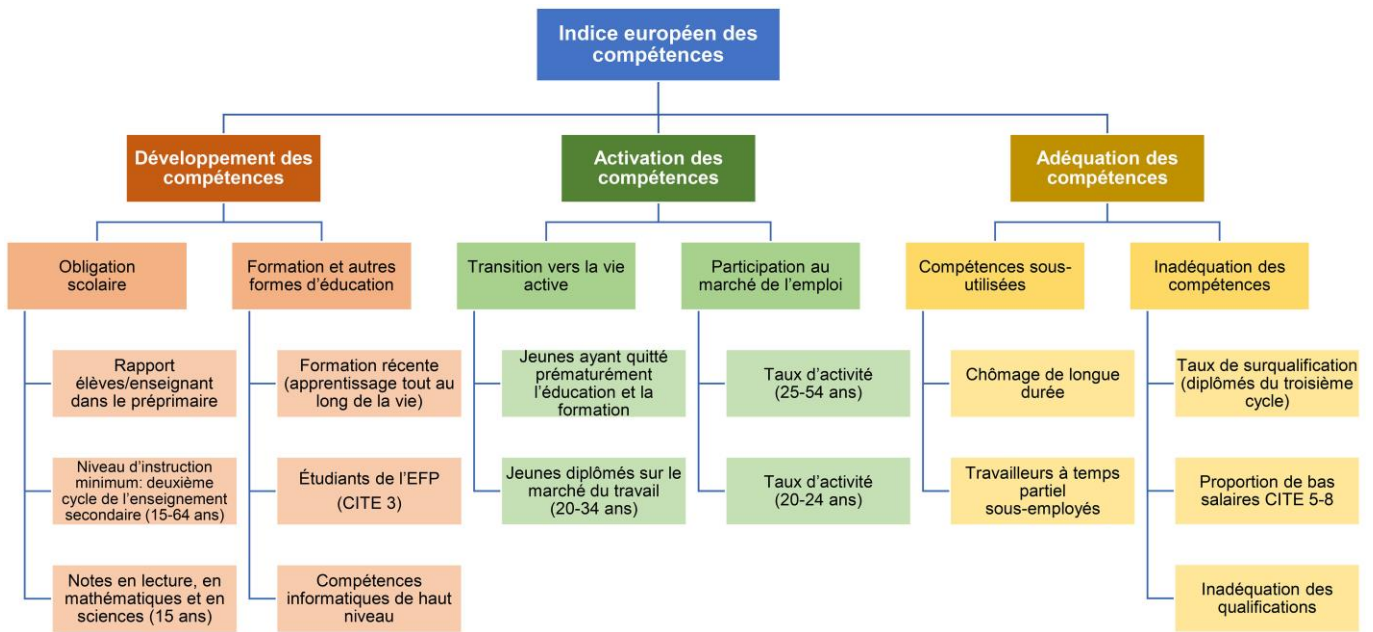 Indice européen des
compétences
Développement des
compétences
Activation des
compétences
Adéquation des
compétences
Obligation
scolaire
Formation et autres
formes d'éducation
Transition vers la vie
active
Participation au
marché de l'emploi
Compétences sous-
utilisées
Inadéquation des
compétences
Rapport
élèves/enseignant
dans le préprimaire
Formation récente
(apprentissage tout au
long de la vie)
Jeunes ayant quitté
prématurément
l'éducation et la
formation
Taux d'activité
(25-54 ans)
Chômage de longue
durée
Taux de surqualification
(diplômés du troisième
cycle)
Niveau d'instruction
minimum: deuxième
cycle de l'enseignement
secondaire (15-64 ans)
Étudiants de l'EFP
(CITE 3)
Jeunes diplômés sur le
marché du travail
(20-34 ans)
Taux d'activité
(20-24 ans)
Travailleurs à temps
partiel
sous-employés
Proportion de bas
salaires CITE 5-8
Notes en lecture, en
mathématiques et en
sciences (15 ans)
Compétences
informatiques de haut
niveau
Inadéquation des
qualifications